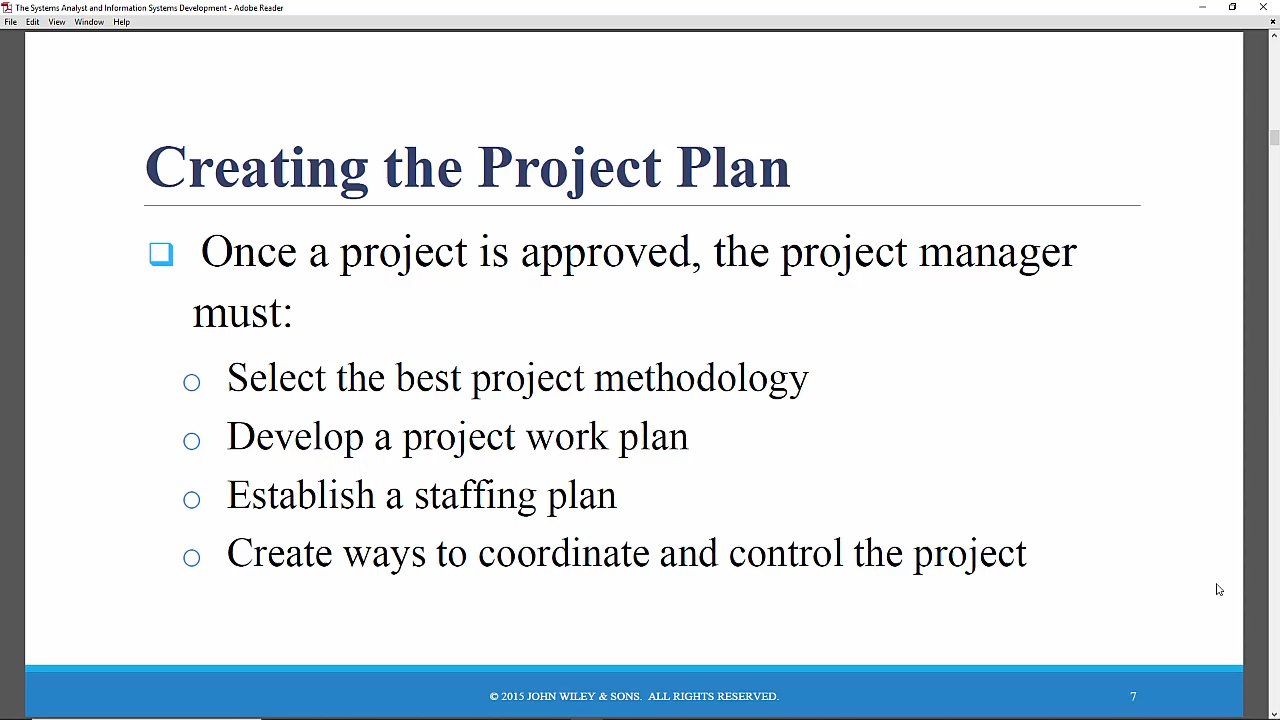 The Systems Analyst and Information Systems Development - Adobe Reader
File Edit View Window Help
Creating the Project Plan
Once a project is approved, the project manager
must:
Select the best project methodology
Develop a project work plan
Establish a staffing plan
Create ways to coordinate and control the project
© 2015 JOHN WILEY & SONS. ALL RIGHTS RESERVED. 7